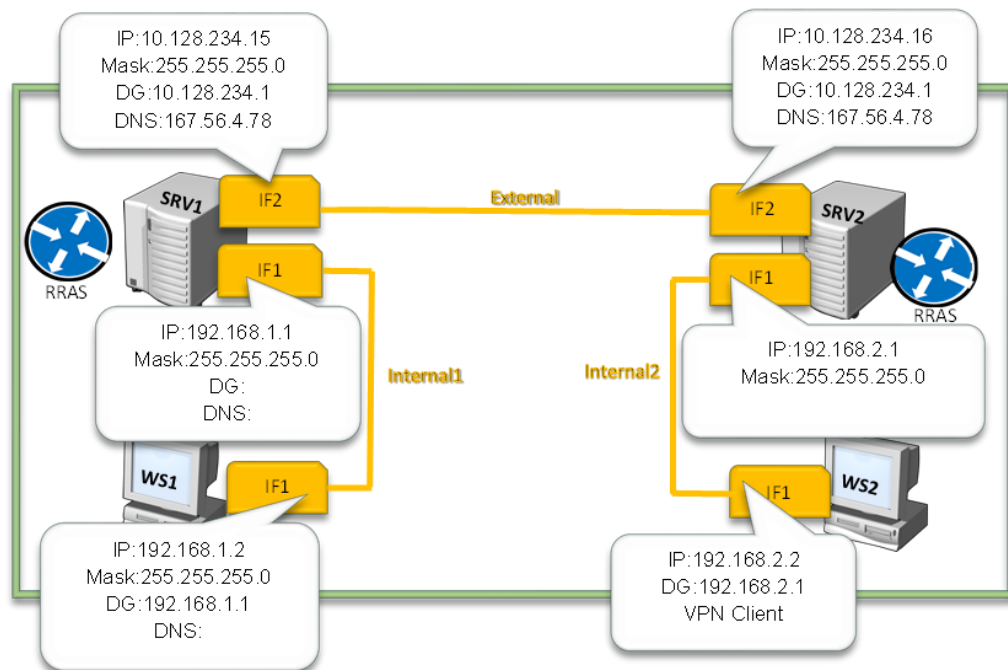 IP:10.128.234.15
Mask:255.255.255.0
DG:10.128.234.1
DNS:167.56.4.78
IP:10.128.234.16
Mask:255.255.255.0
DG:10.128.234.1
DNS:167.56.4.78
SRV1
IF2
External
IF2
SRV2
RRAS
IF1
IF1
RRAS
IP:192.168.1.1
Mask:255.255.255.0
DG:
DNS:
Internal1
Internal2
IP:192.168.2.1
Mask:255.255.255.0
WS1
IF1
IF1
WS2
IP:192.168.1.2
Mask:255.255.255.0
DG:192.168.1.1
DNS:
IP:192.168.2.2
DG:192.168.2.1
VPN Client